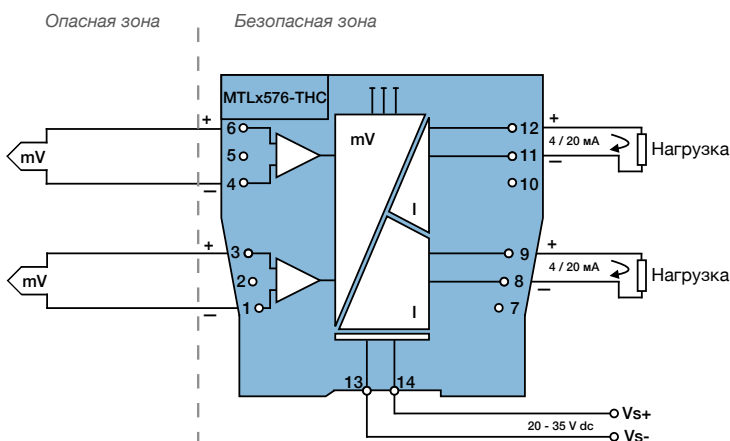 Опасная зона
Безопасная зона
MTLx576-THC
mV
+
6
5
4
–
mV
+
3
2
1
–
mV
I
I
12
11
10
+
4 / 20 мА
–
Нагрузка
9
8
7
+
4 / 20 мА
–
Нагрузка
13
14
20 - 35 V dc
Vs+
Vs-